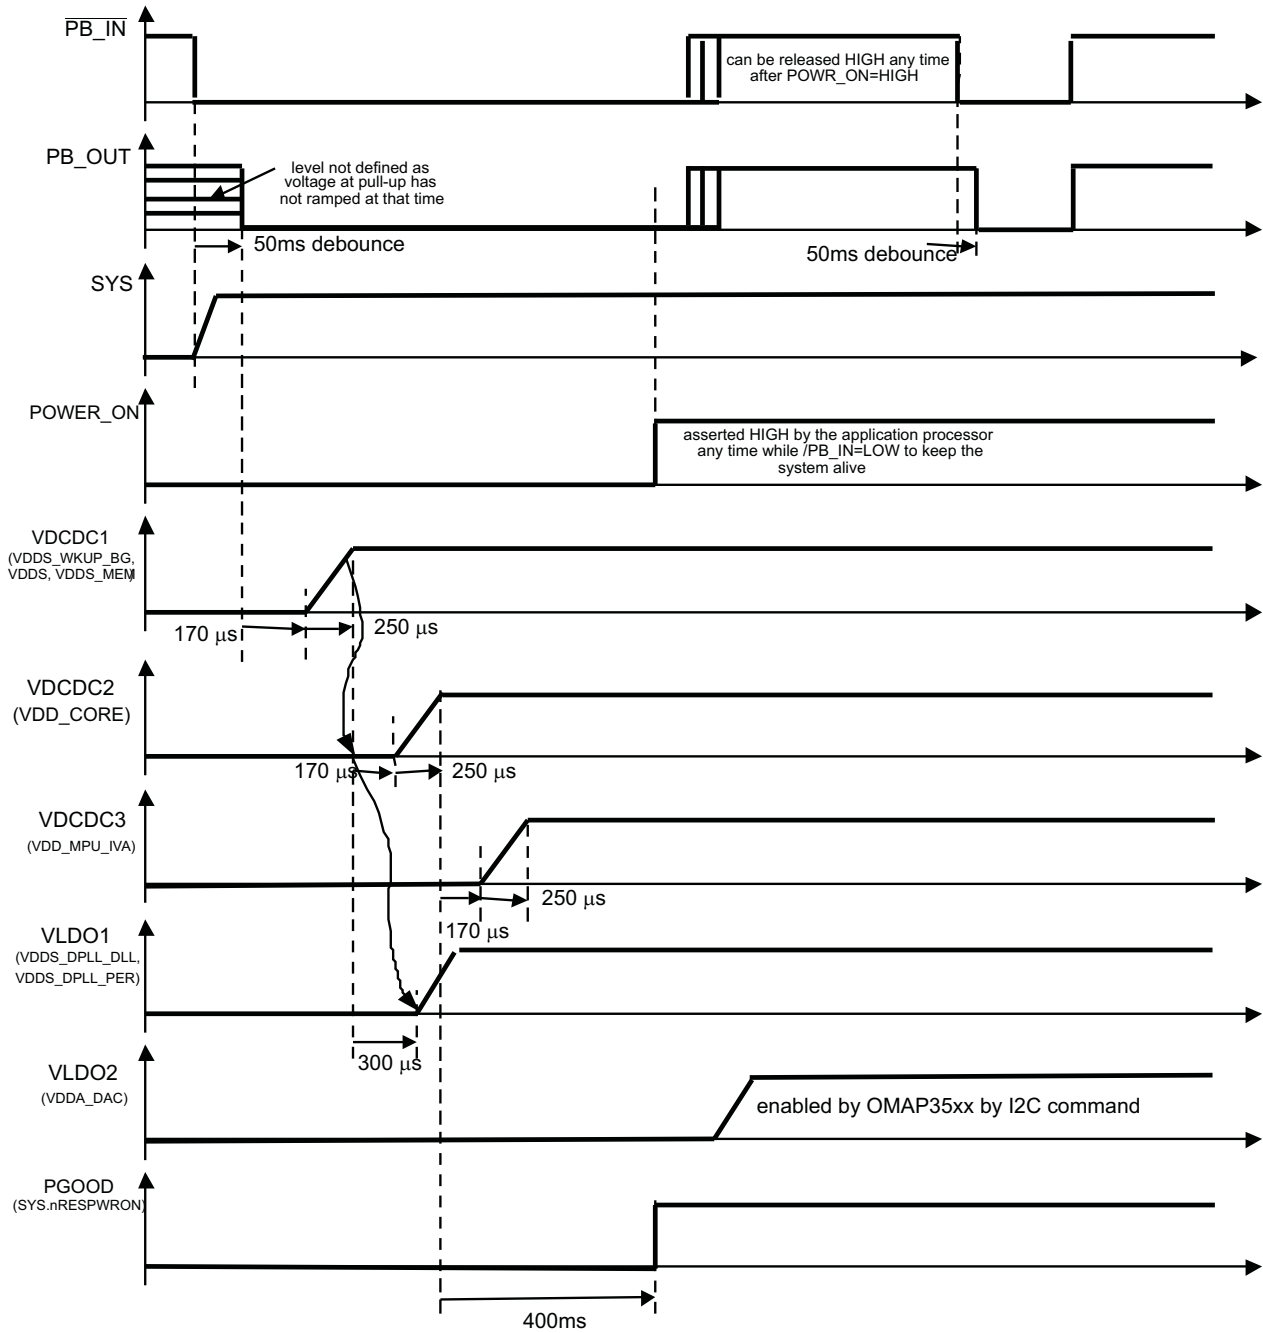 PB_IN
can be released HIGH any time
after POWR_ON=HIGH
PB_OUT
level not defined as
voltage at pull-up has
not ramped at that time
50ms debounce
50ms debounce
SYS
POWER_ON
asserted HIGH by the application processor
any time while /PB_IN=LOW to keep the
system alive
VDCDC1
(VDDS_WKUP_BG,
VDDS, VDDS_MEM)
170 µs
250 µs
VDCDC2
(VDD_CORE)
170 µs
250 µs
VDCDC3
(VDD_MPU_IVA)
250 µs
170 µs
VLDO1
(VDDS_DPLL_DLL,
VDDS_DPLL_PER)
300 µs
VLDO2
(VDDA_DAC)
enabled by OMAP35xx by I2C command
PGOOD
(SYS.nRESPWRON)
400ms